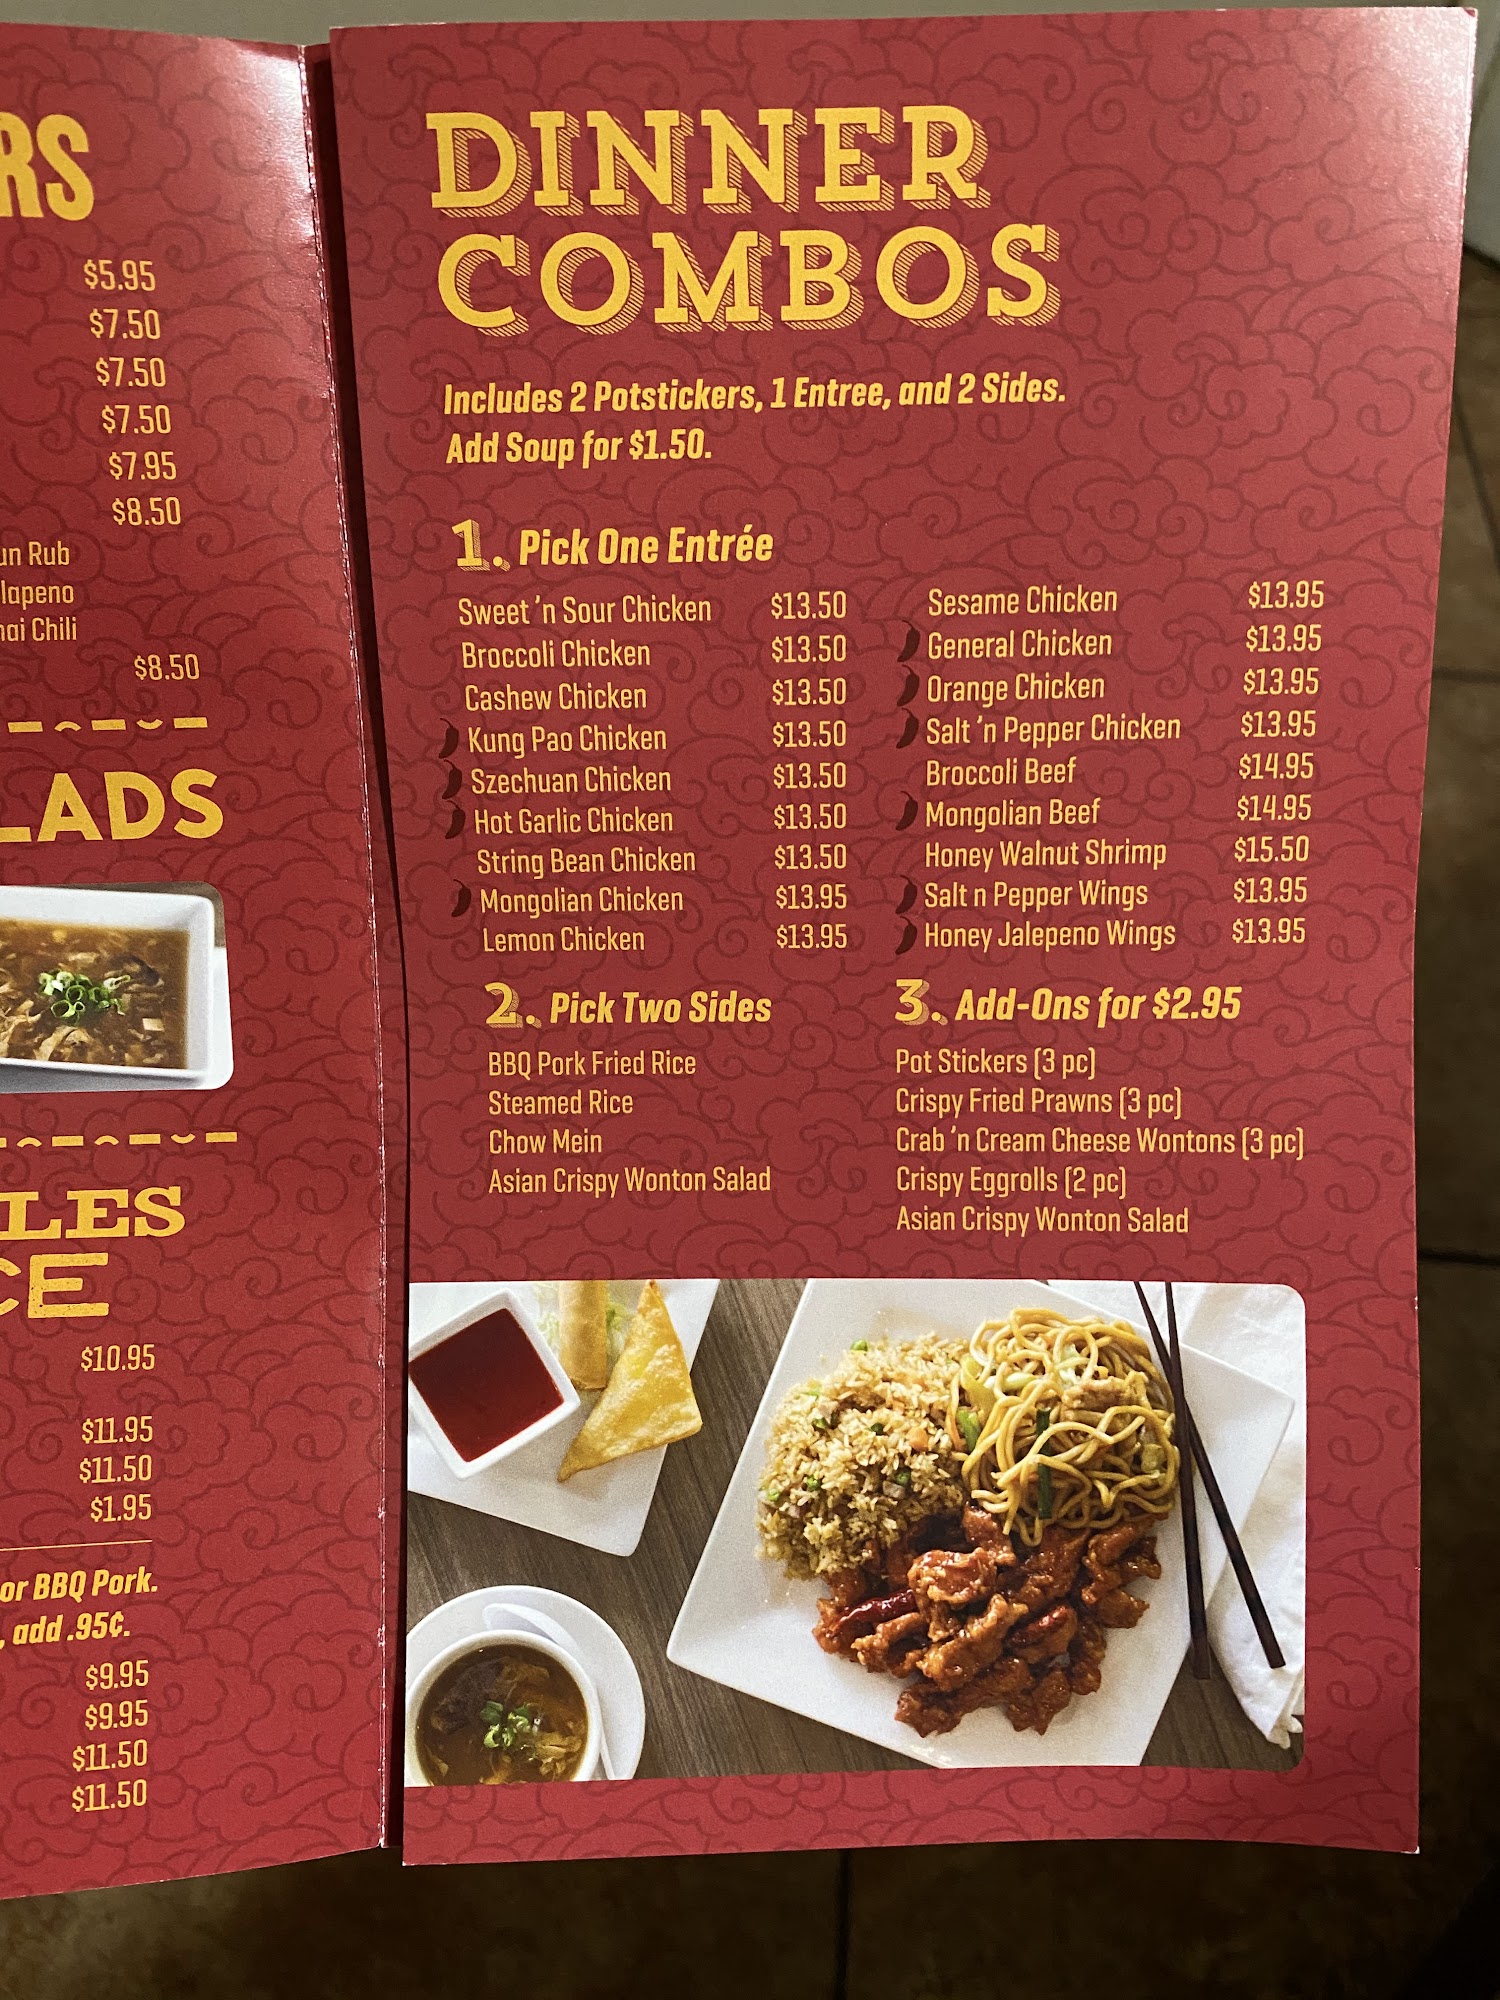 RS
$5.95
$7.50
$7.50
$7.50
$7.95
$8.50
un Rub
lapeno
hai Chili
$8.50
LADS
LES
CE
$10.95
$11.95
$11.50
$1.95
or BBQ Pork.
, add .95¢.
$9.95
$9.95
$11.50
$11.50
DINNER
COMBOS
Includes 2 Potstickers, 1 Entree, and 2 Sides.
Add Soup for $1.50.
1. Pick One Entrée
Sweet 'n Sour Chicken $13.50
Broccoli Chicken $13.50
Cashew Chicken $13.50
Kung Pao Chicken $13.50
Szechuan Chicken $13.50
Hot Garlic Chicken $13.50
String Bean Chicken $13.50
Mongolian Chicken $13.95
Lemon Chicken $13.95
Sesame Chicken $13.95
General Chicken $13.95
Orange Chicken $13.95
Salt 'n Pepper Chicken $13.95
Broccoli Beef $14.95
Mongolian Beef $14.95
Honey Walnut Shrimp $15.50
Salt n Pepper Wings $13.95
Honey Jalepeno Wings $13.95
2. Pick Two Sides
BBQ Pork Fried Rice
Steamed Rice
Chow Mein
Asian Crispy Wonton Salad
3. Add-Ons for $2.95
Pot Stickers (3 pc)
Crispy Fried Prawns (3 pc)
Crab 'n Cream Cheese Wontons (3 pc)
Crispy Eggrolls (2 pc)
Asian Crispy Wonton Salad